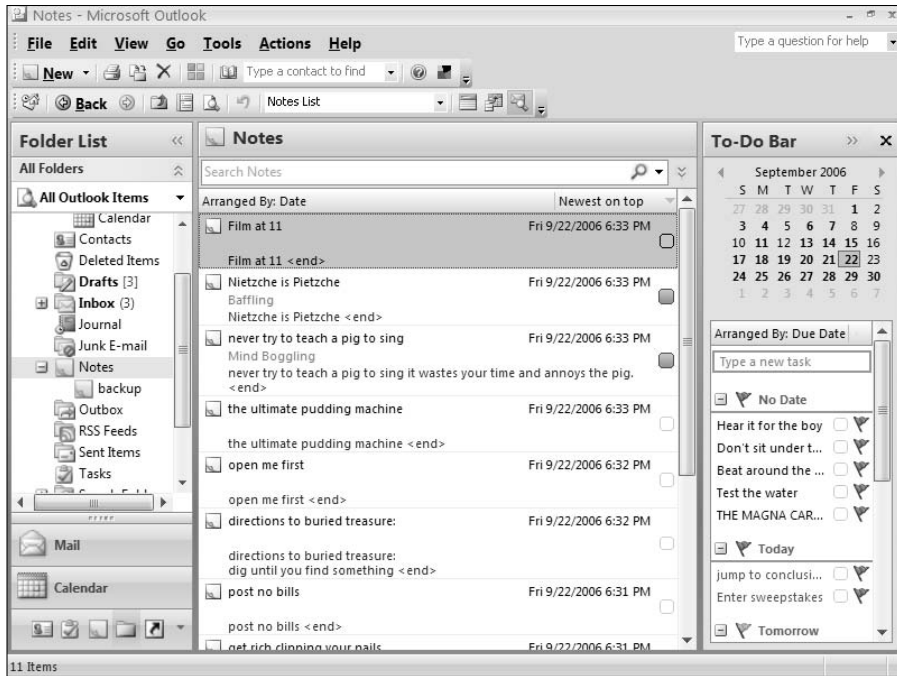 Notes - Microsoft Outlook
File Edit View Go Tools Actions Help
Type a question for help
New
Type a contact to find
Back
Notes List
Folder List
All Folders
All Outlook Items
Calendar
Contacts
Deleted Items
Drafts [3]
Inbox (3)
Journal
Junk E-mail
Notes
backup
Outbox
RSS Feeds
Sent Items
Tasks
Mail
Calendar
Notes
Search Notes
Arranged By: Date Newest on top
Film at 11 Fri 9/22/2006 6:33 PM
Film at 11 <end>
Nietzche is Pietzche Fri 9/22/2006 6:33 PM
Baffling
Nietzche is Pietzche <end>
never try to teach a pig to sing Fri 9/22/2006 6:33 PM
Mind Boggling
never try to teach a pig to sing it wastes your time and annoys the pig.
<end>
the ultimate pudding machine Fri 9/22/2006 6:33 PM
the ultimate pudding machine <end>
open me first Fri 9/22/2006 6:32 PM
open me first <end>
directions to buried treasure: Fri 9/22/2006 6:32 PM
directions to buried treasure:
dig until you find something <end>
post no bills Fri 9/22/2006 6:31 PM
post no bills <end>
get rich clipping your nails Fri 9/22/2006 6:31 PM
To-Do Bar
September 2006
S M T W T F S
27 28 29 30 31 1 2
3 4 5 6 7 8 9
10 11 12 13 14 15 16
17 18 19 20 21 22 23
24 25 26 27 28 29 30
1 2 3 4 5 6 7
Arranged By: Due Date
Type a new task
No Date
Hear it for the boy
Don't sit under t...
Beat around the ...
Test the water
THE MAGNA CAR...
Today
jump to conclusi...
Enter sweepstakes
Tomorrow
11 Items